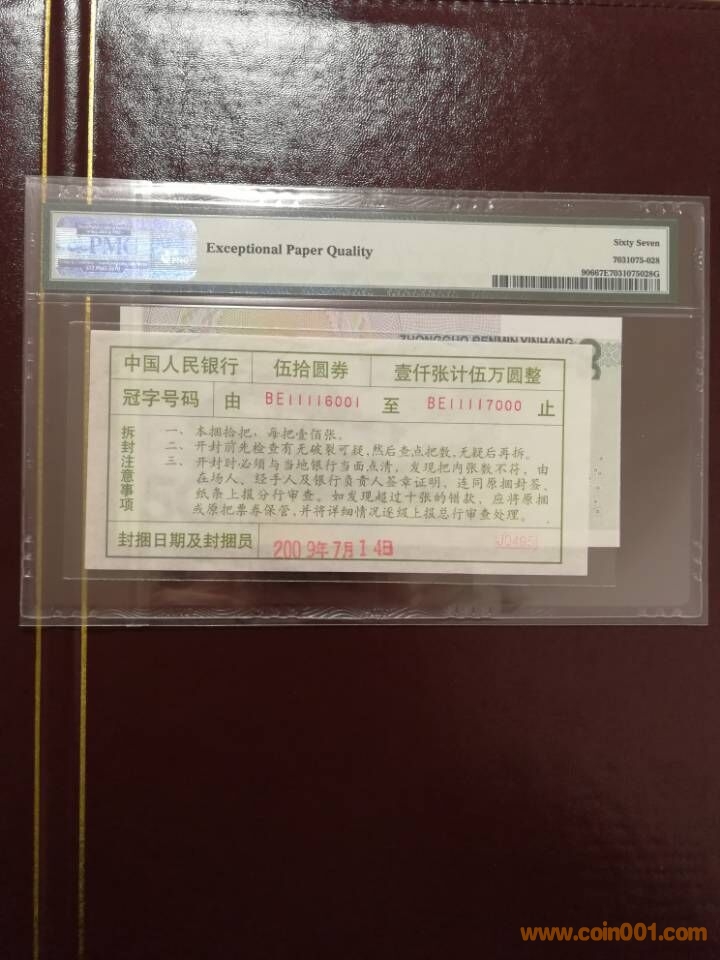 PMG
Exceptional Paper Quality
Sixty Seven
7031075-028
90667E7031075028G
ZHONGGUO RENMIN YINHANG
中国人民银行 伍拾圆券 壹仟张计伍万圆整
冠字号码 由 BE11116001 至 BE11117000 止
拆封注意事项
一、本捆拾把，每把壹佰张。
二、开封前先检查有无破裂可疑，然后查点把数，无疑后再拆。
三、开封时必须与当地银行当面点清，发现把内张数不符，由
在场人、经手人及银行负责人签章证明，连同原捆封签、
纸条上报分行审查。如发现超过十张的错款，应将原捆
或原把票券保管，并将详细情况逐级上报总行审查处理。
封捆日期及封捆员 2009年7月14日
www.coin001.com